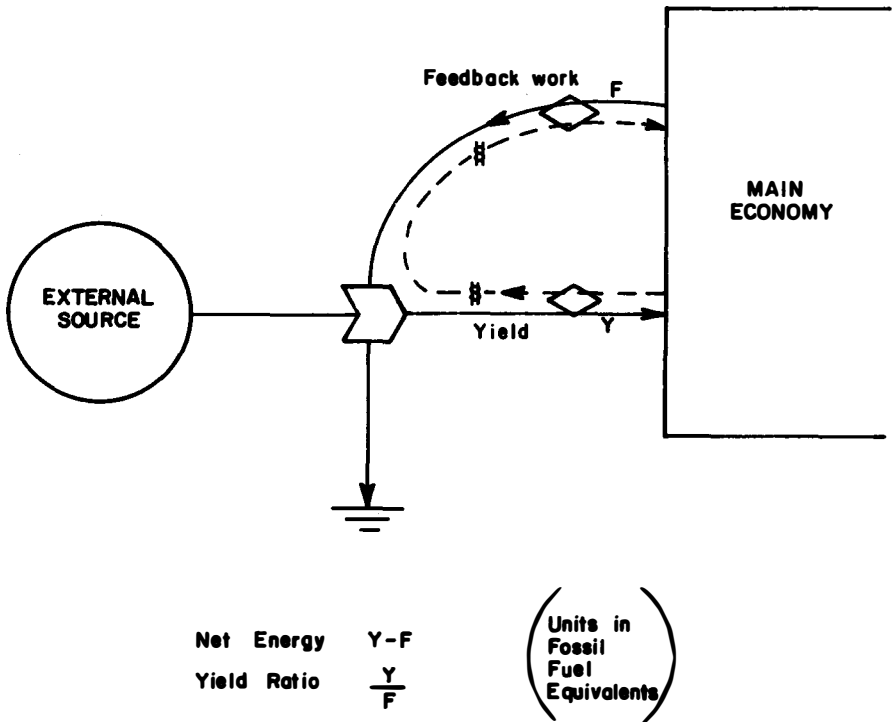 Feedback work
F
MAIN
ECONOMY
EXTERNAL
SOURCE
Yield
Y
Net Energy Y-F
Yield Ratio Y/F
(Units in
Fossil
Fuel
Equivalents)